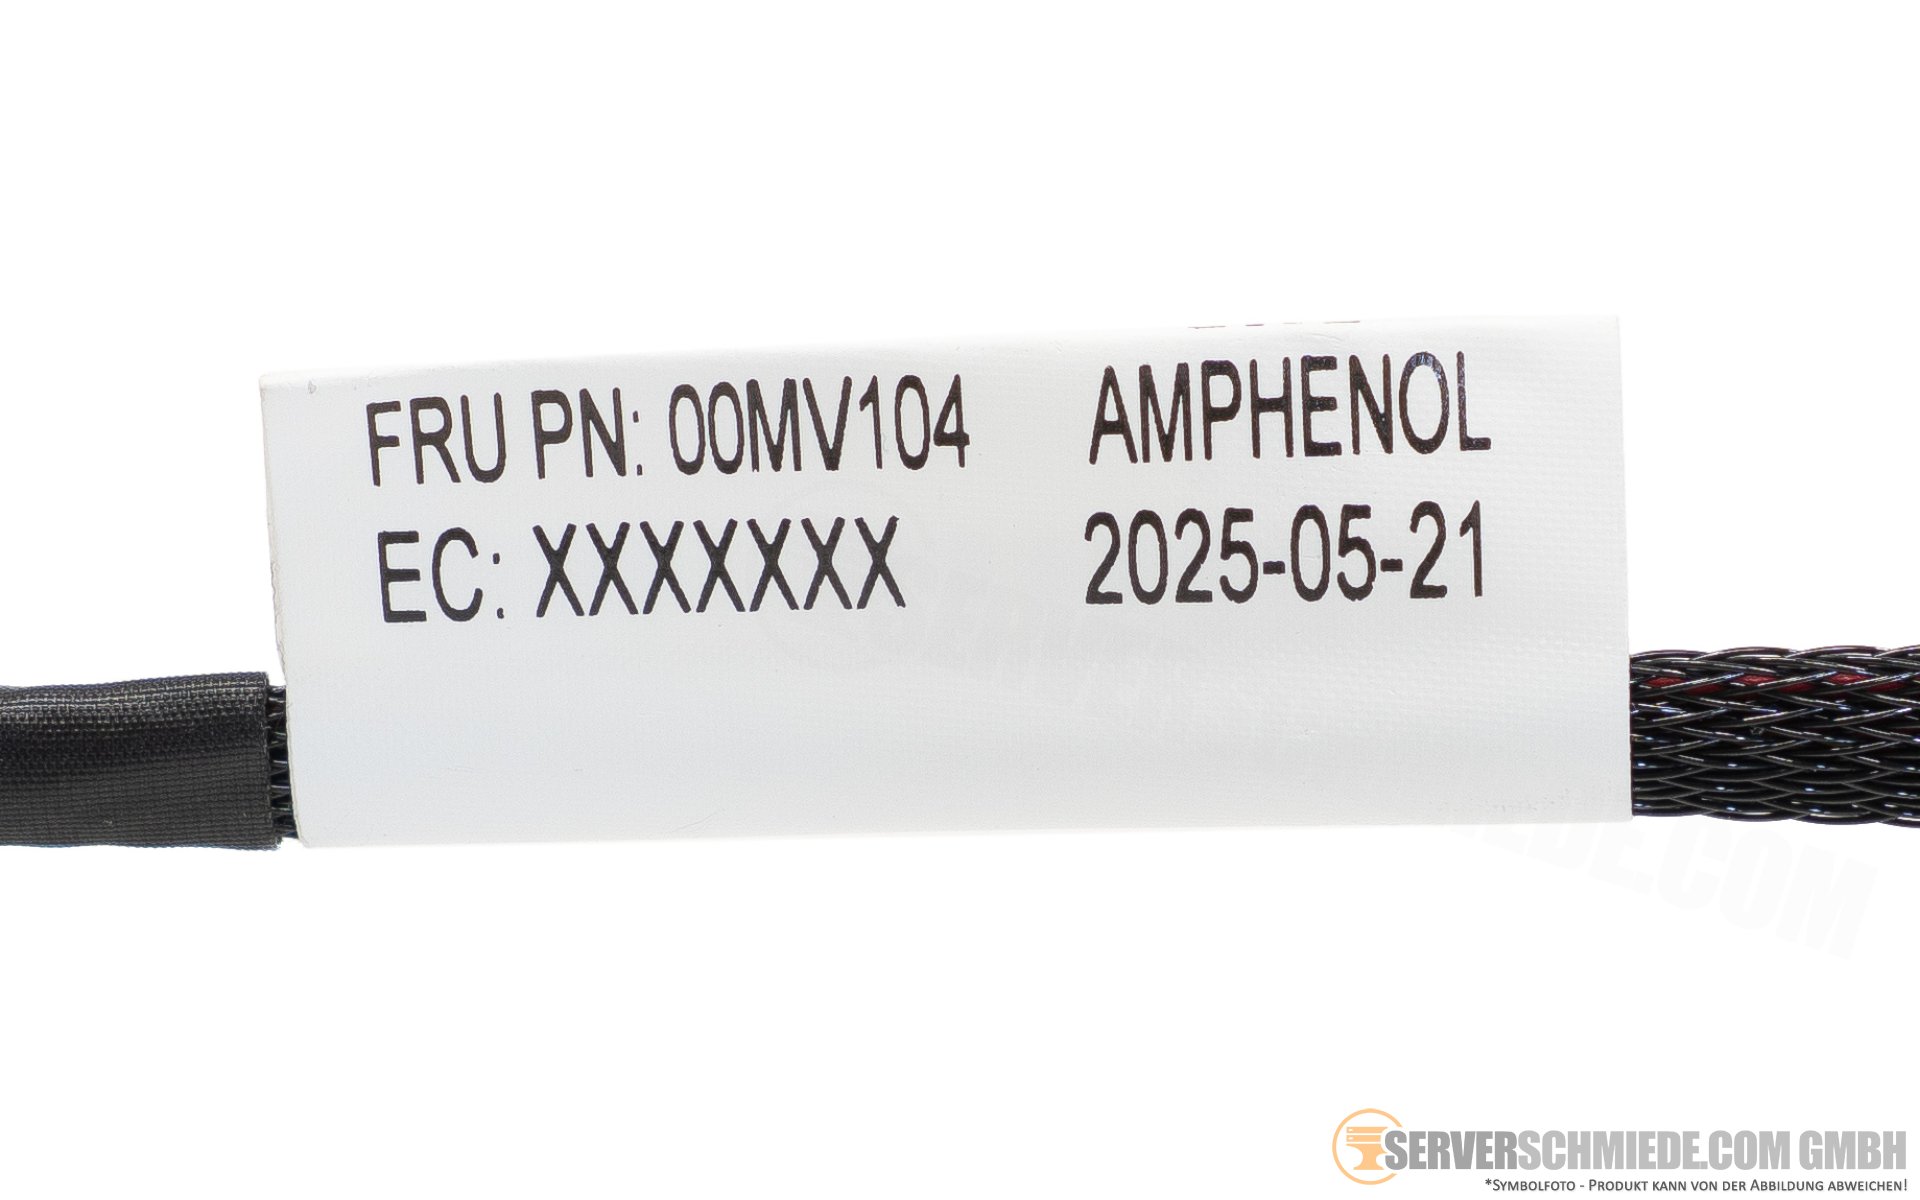 FRU PN: 00MV104 AMPHENOL
EC: XXXXXXX 2025-05-21
SERVERSCHMIEDE.COM GMBH
*SYMBOLFOTO - PRODUKT KANN VON DER ABBILDUNG ABWEICHEN!